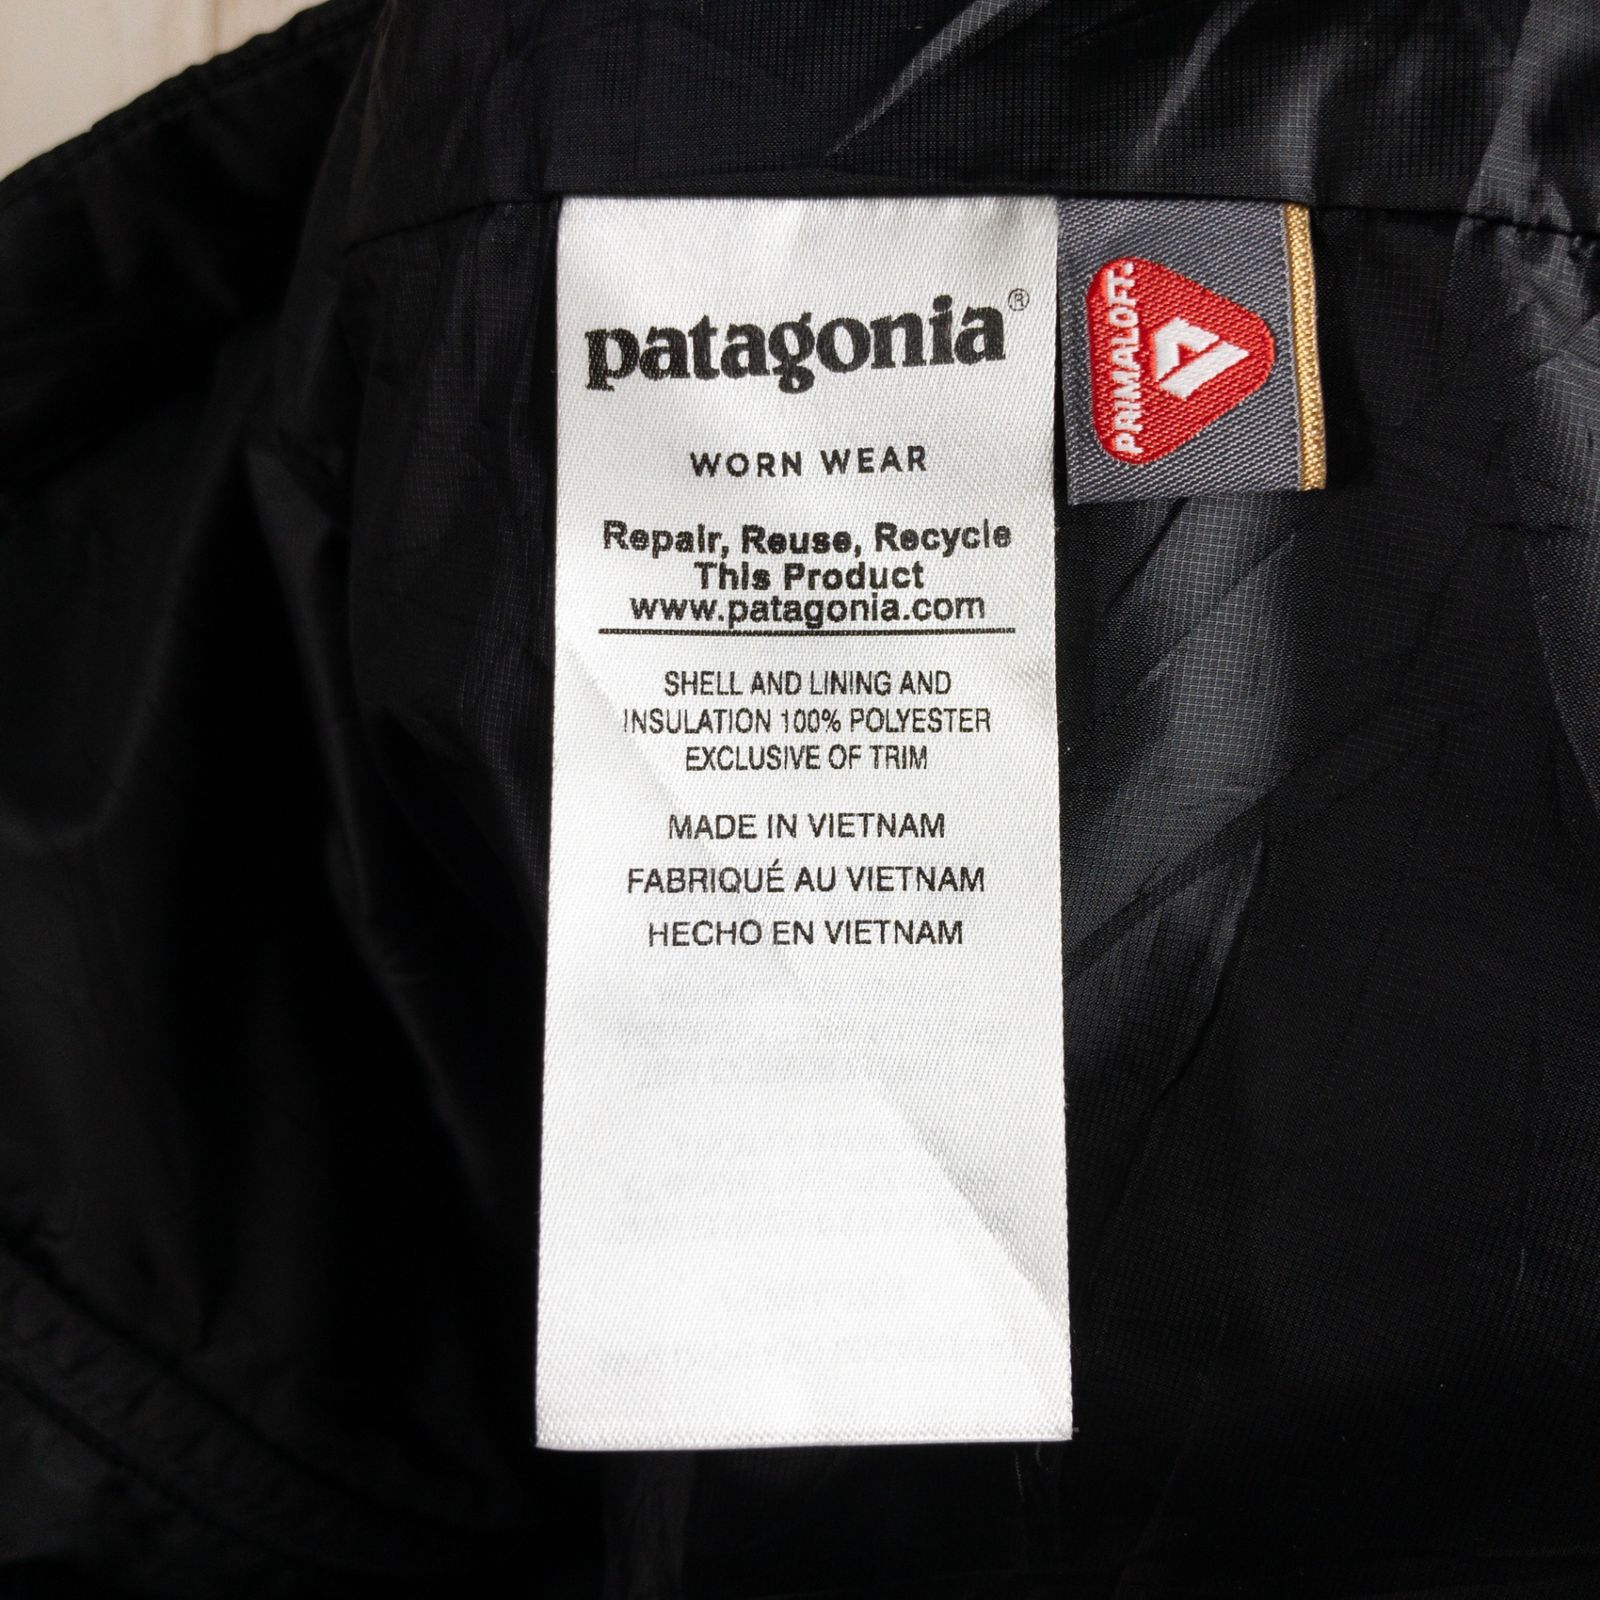 patagonia®
WORN WEAR
Repair, Reuse, Recycle
This Product
www.patagonia.com
SHELL AND LINING AND
INSULATION 100% POLYESTER
EXCLUSIVE OF TRIM
MADE IN VIETNAM
FABRIQUÉ AU VIETNAM
HECHO EN VIETNAM
PRIMALOFT®